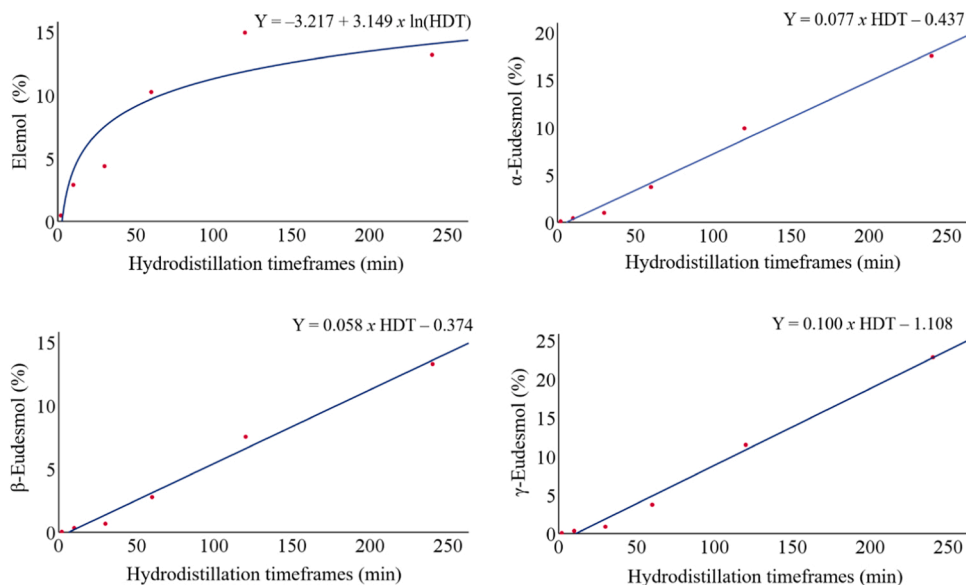 Y = –3.217 + 3.149 x ln(HDT)
15
10
5
0
Elemol (%)
0 50 100 150 200 250
Hydrodistillation timeframes (min)
Y = 0.077 x HDT – 0.437
20
15
10
5
0
α-Eudesmol (%)
0 50 100 150 200 250
Hydrodistillation timeframes (min)
Y = 0.058 x HDT – 0.374
15
10
5
0
β-Eudesmol (%)
0 50 100 150 200 250
Hydrodistillation timeframes (min)
Y = 0.100 x HDT – 1.108
25
20
15
10
5
0
γ-Eudesmol (%)
0 50 100 150 200 250
Hydrodistillation timeframes (min)